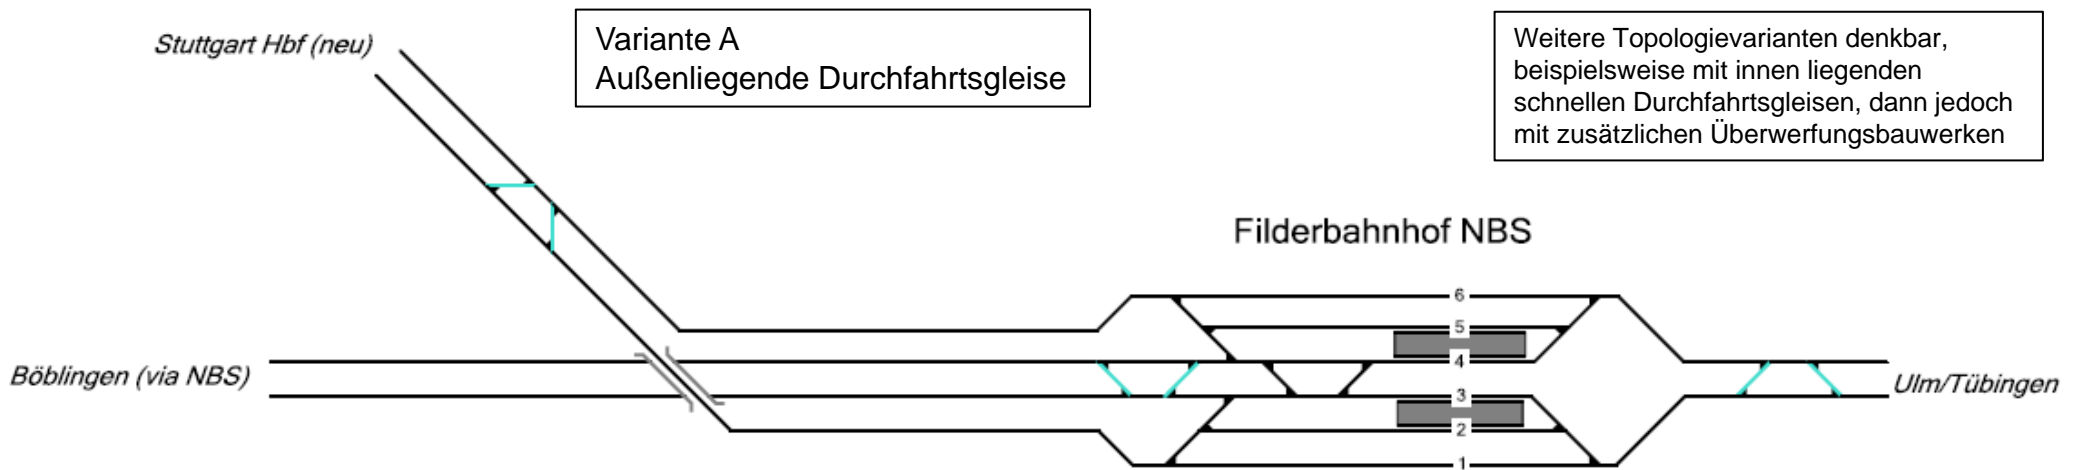 Stuttgart Hbf (neu)
Variante A
Außenliegende Durchfahrtsgleise
Weitere Topologievarianten denkbar,
beispielsweise mit innen liegenden
schnellen Durchfahrtsgleisen, dann jedoch
mit zusätzlichen Überwerfungsbauwerken
Filderbahnhof NBS
6
5
4
3
2
1
Böblingen (via NBS)
Ulm/Tübingen